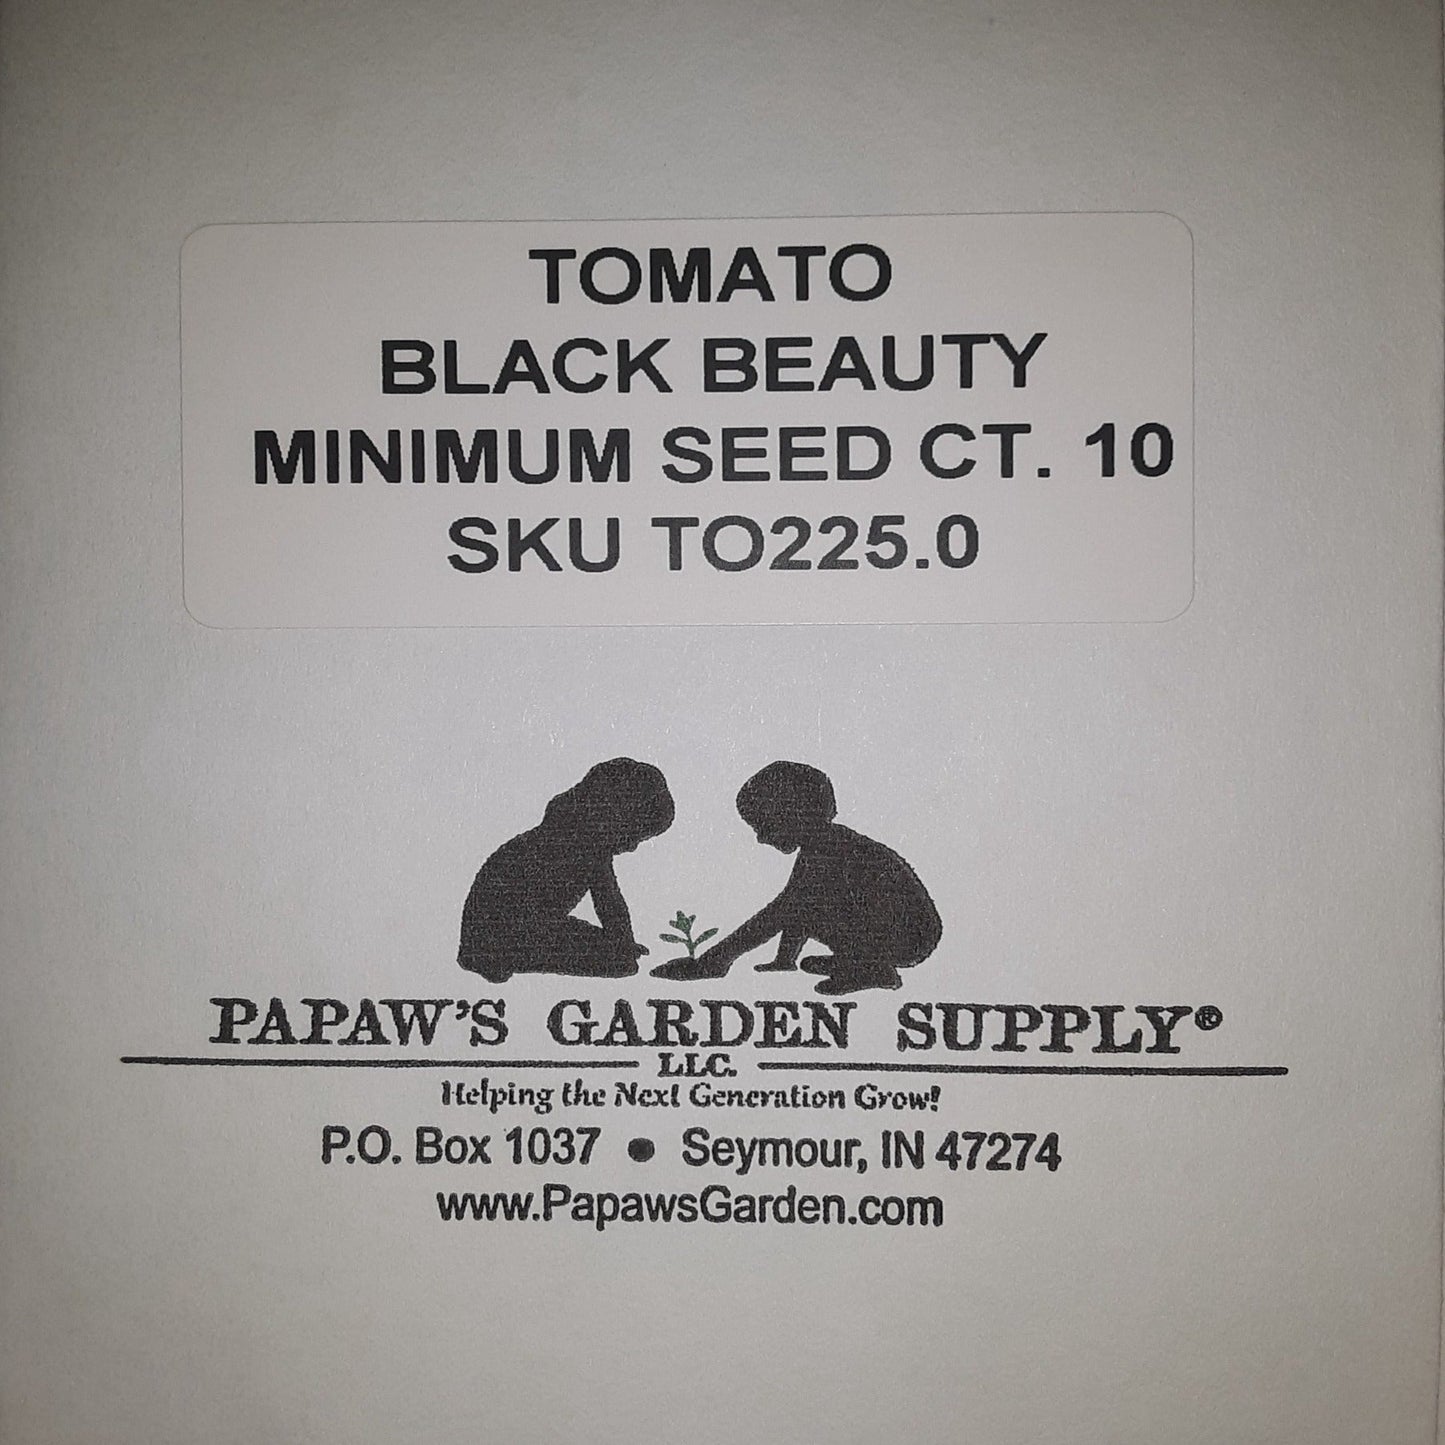 TOMATO
BLACK BEAUTY
MINIMUM SEED CT. 10
SKU TO225.0
PAPAW'S GARDEN SUPPLY®
LLC.
Helping the Next Generation Grow!
P.O. Box 1037 ● Seymour, IN 47274
www.PapawsGarden.com